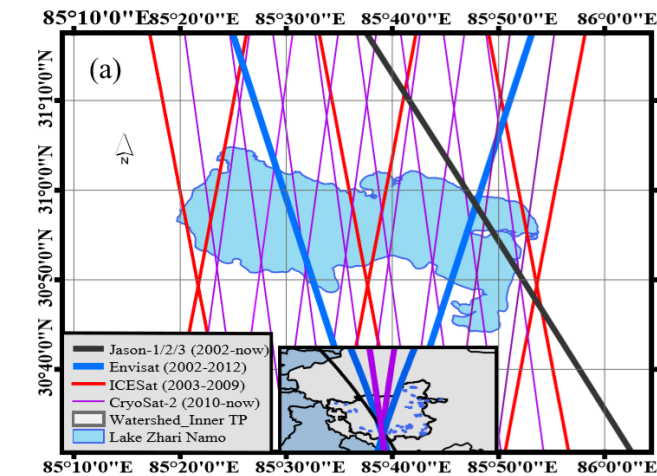 85°10'0"E 85°20'0"E 85°30'0"E 85°40'0"E 85°50'0"E 86°0'0"E
(a)
31°10'0"N
N
31°0'0"N
30°50'0"N
30°40'0"N
Jason-1/2/3 (2002-now)
Envisat (2002-2012)
ICESat (2003-2009)
CryoSat-2 (2010-now)
Watershed_Inner TP
Lake Zhari Namo
85°10'0"E 85°20'0"E 85°30'0"E 85°40'0"E 85°50'0"E 86°0'0"E